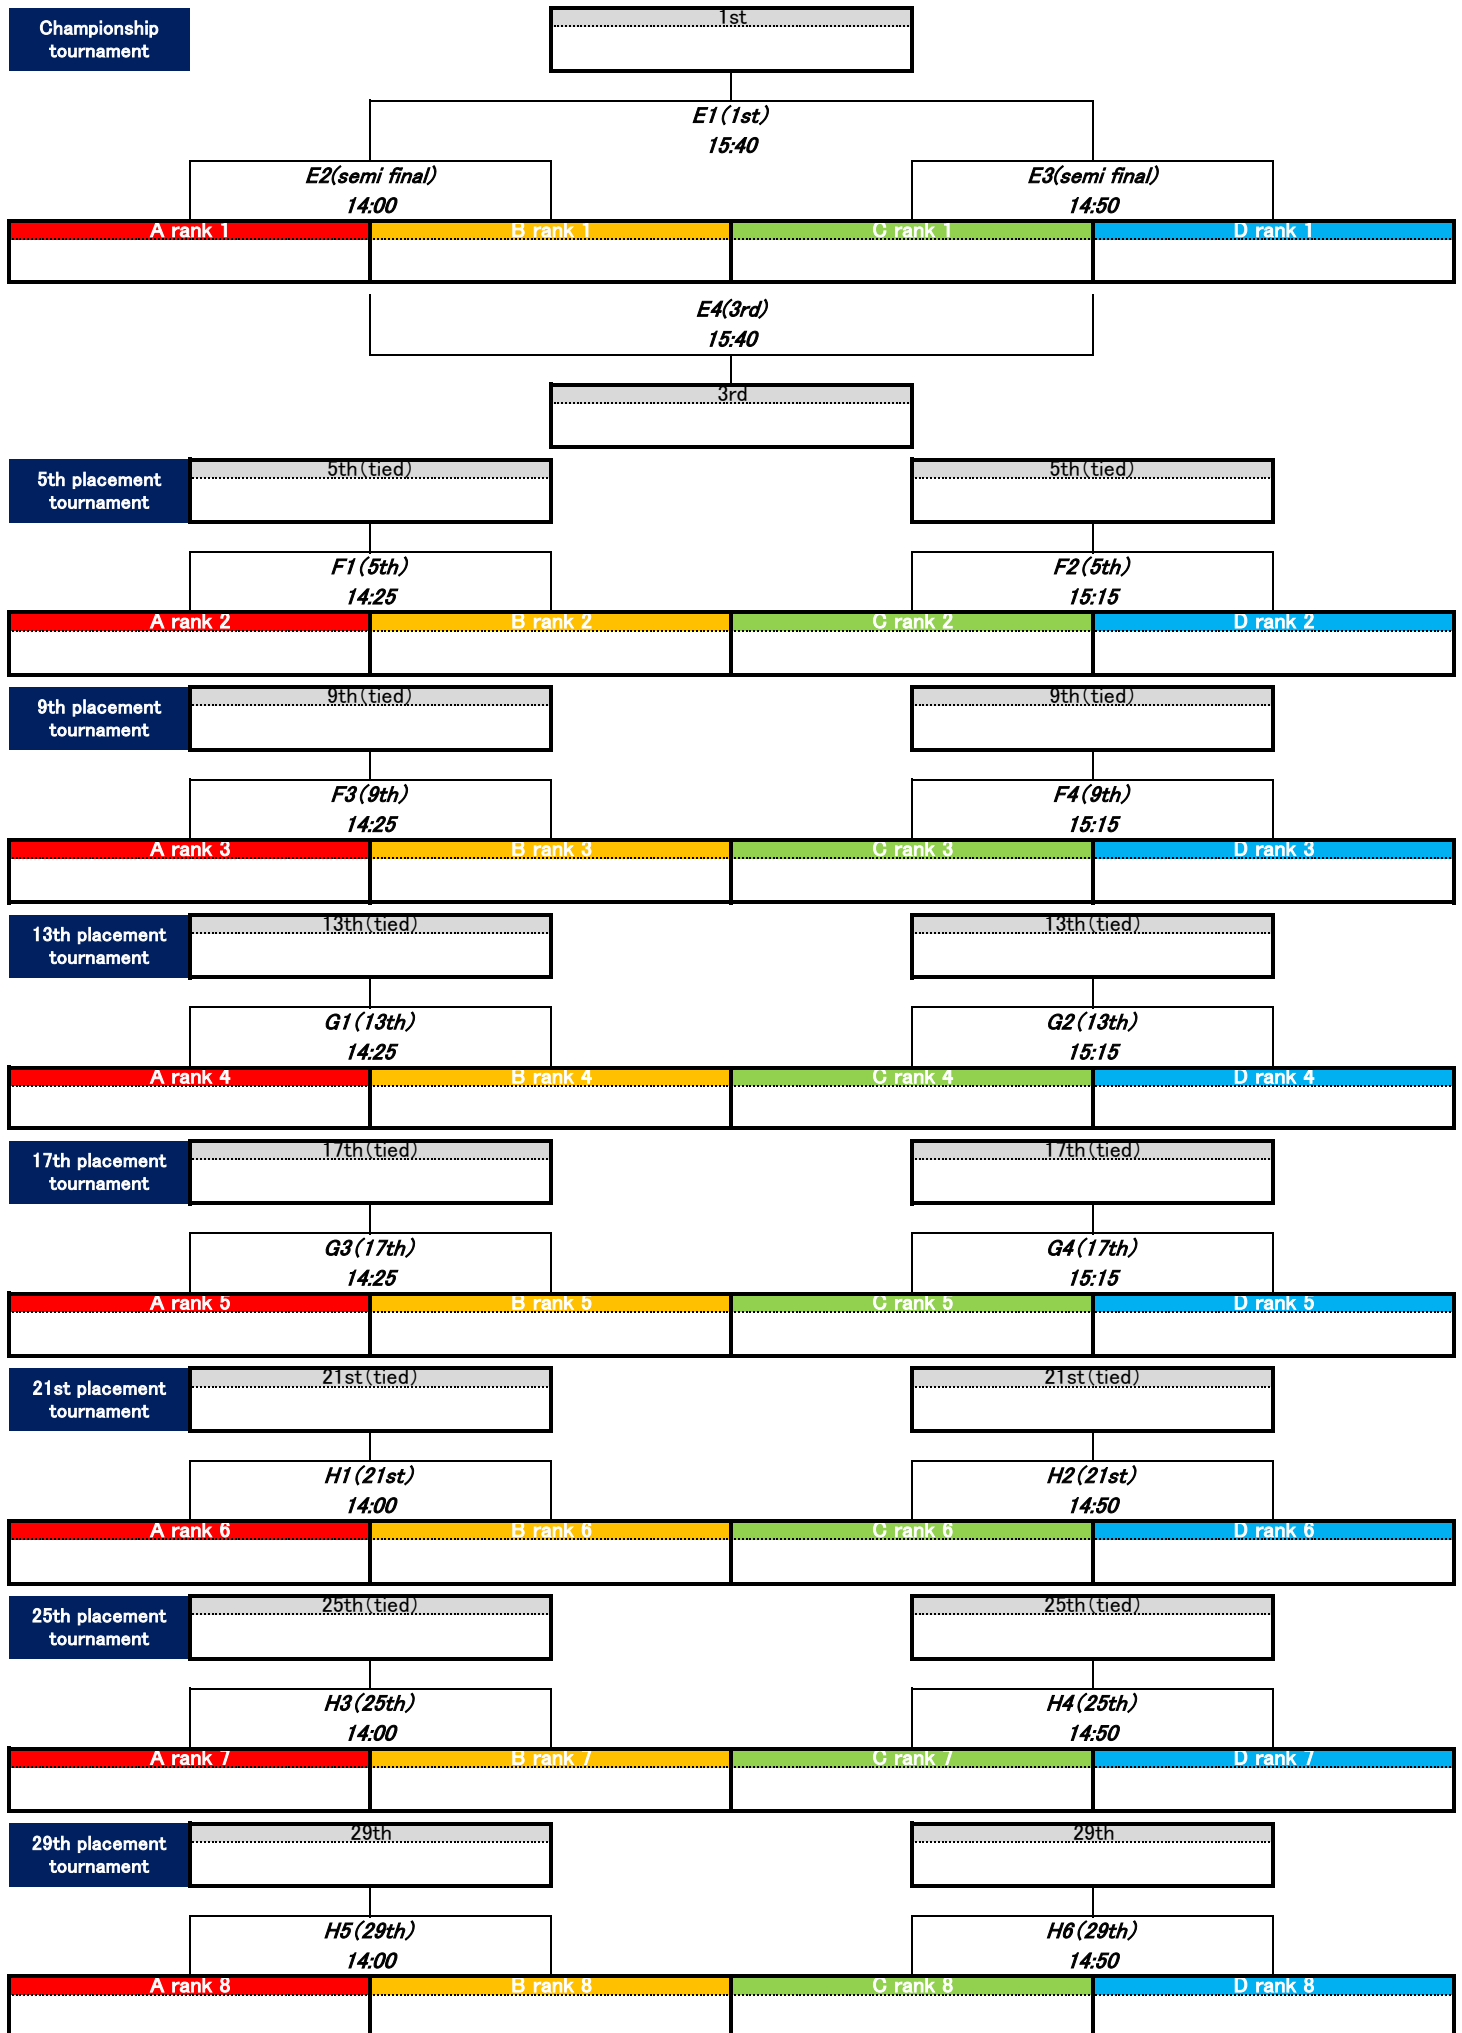 Championship
tournament
1st
E1(1st)
15:40
E2(semi final)
14:00
E3(semi final)
14:50
A rank 1
B rank 1
C rank 1
D rank 1
E4(3rd)
15:40
3rd
5th placement
tournament
5th(tied)
5th(tied)
F1(5th)
14:25
F2(5th)
15:15
A rank 2
B rank 2
C rank 2
D rank 2
9th placement
tournament
9th(tied)
9th(tied)
F3(9th)
14:25
F4(9th)
15:15
A rank 3
B rank 3
C rank 3
D rank 3
13th placement
tournament
13th(tied)
13th(tied)
G1(13th)
14:25
G2(13th)
15:15
A rank 4
B rank 4
C rank 4
D rank 4
17th placement
tournament
17th(tied)
17th(tied)
G3(17th)
14:25
G4(17th)
15:15
A rank 5
B rank 5
C rank 5
D rank 5
21st placement
tournament
21st(tied)
21st(tied)
H1(21st)
14:00
H2(21st)
14:50
A rank 6
B rank 6
C rank 6
D rank 6
25th placement
tournament
25th(tied)
25th(tied)
H3(25th)
14:00
H4(25th)
14:50
A rank 7
B rank 7
C rank 7
D rank 7
29th placement
tournament
29th
29th
H5(29th)
14:00
H6(29th)
14:50
A rank 8
B rank 8
C rank 8
D rank 8